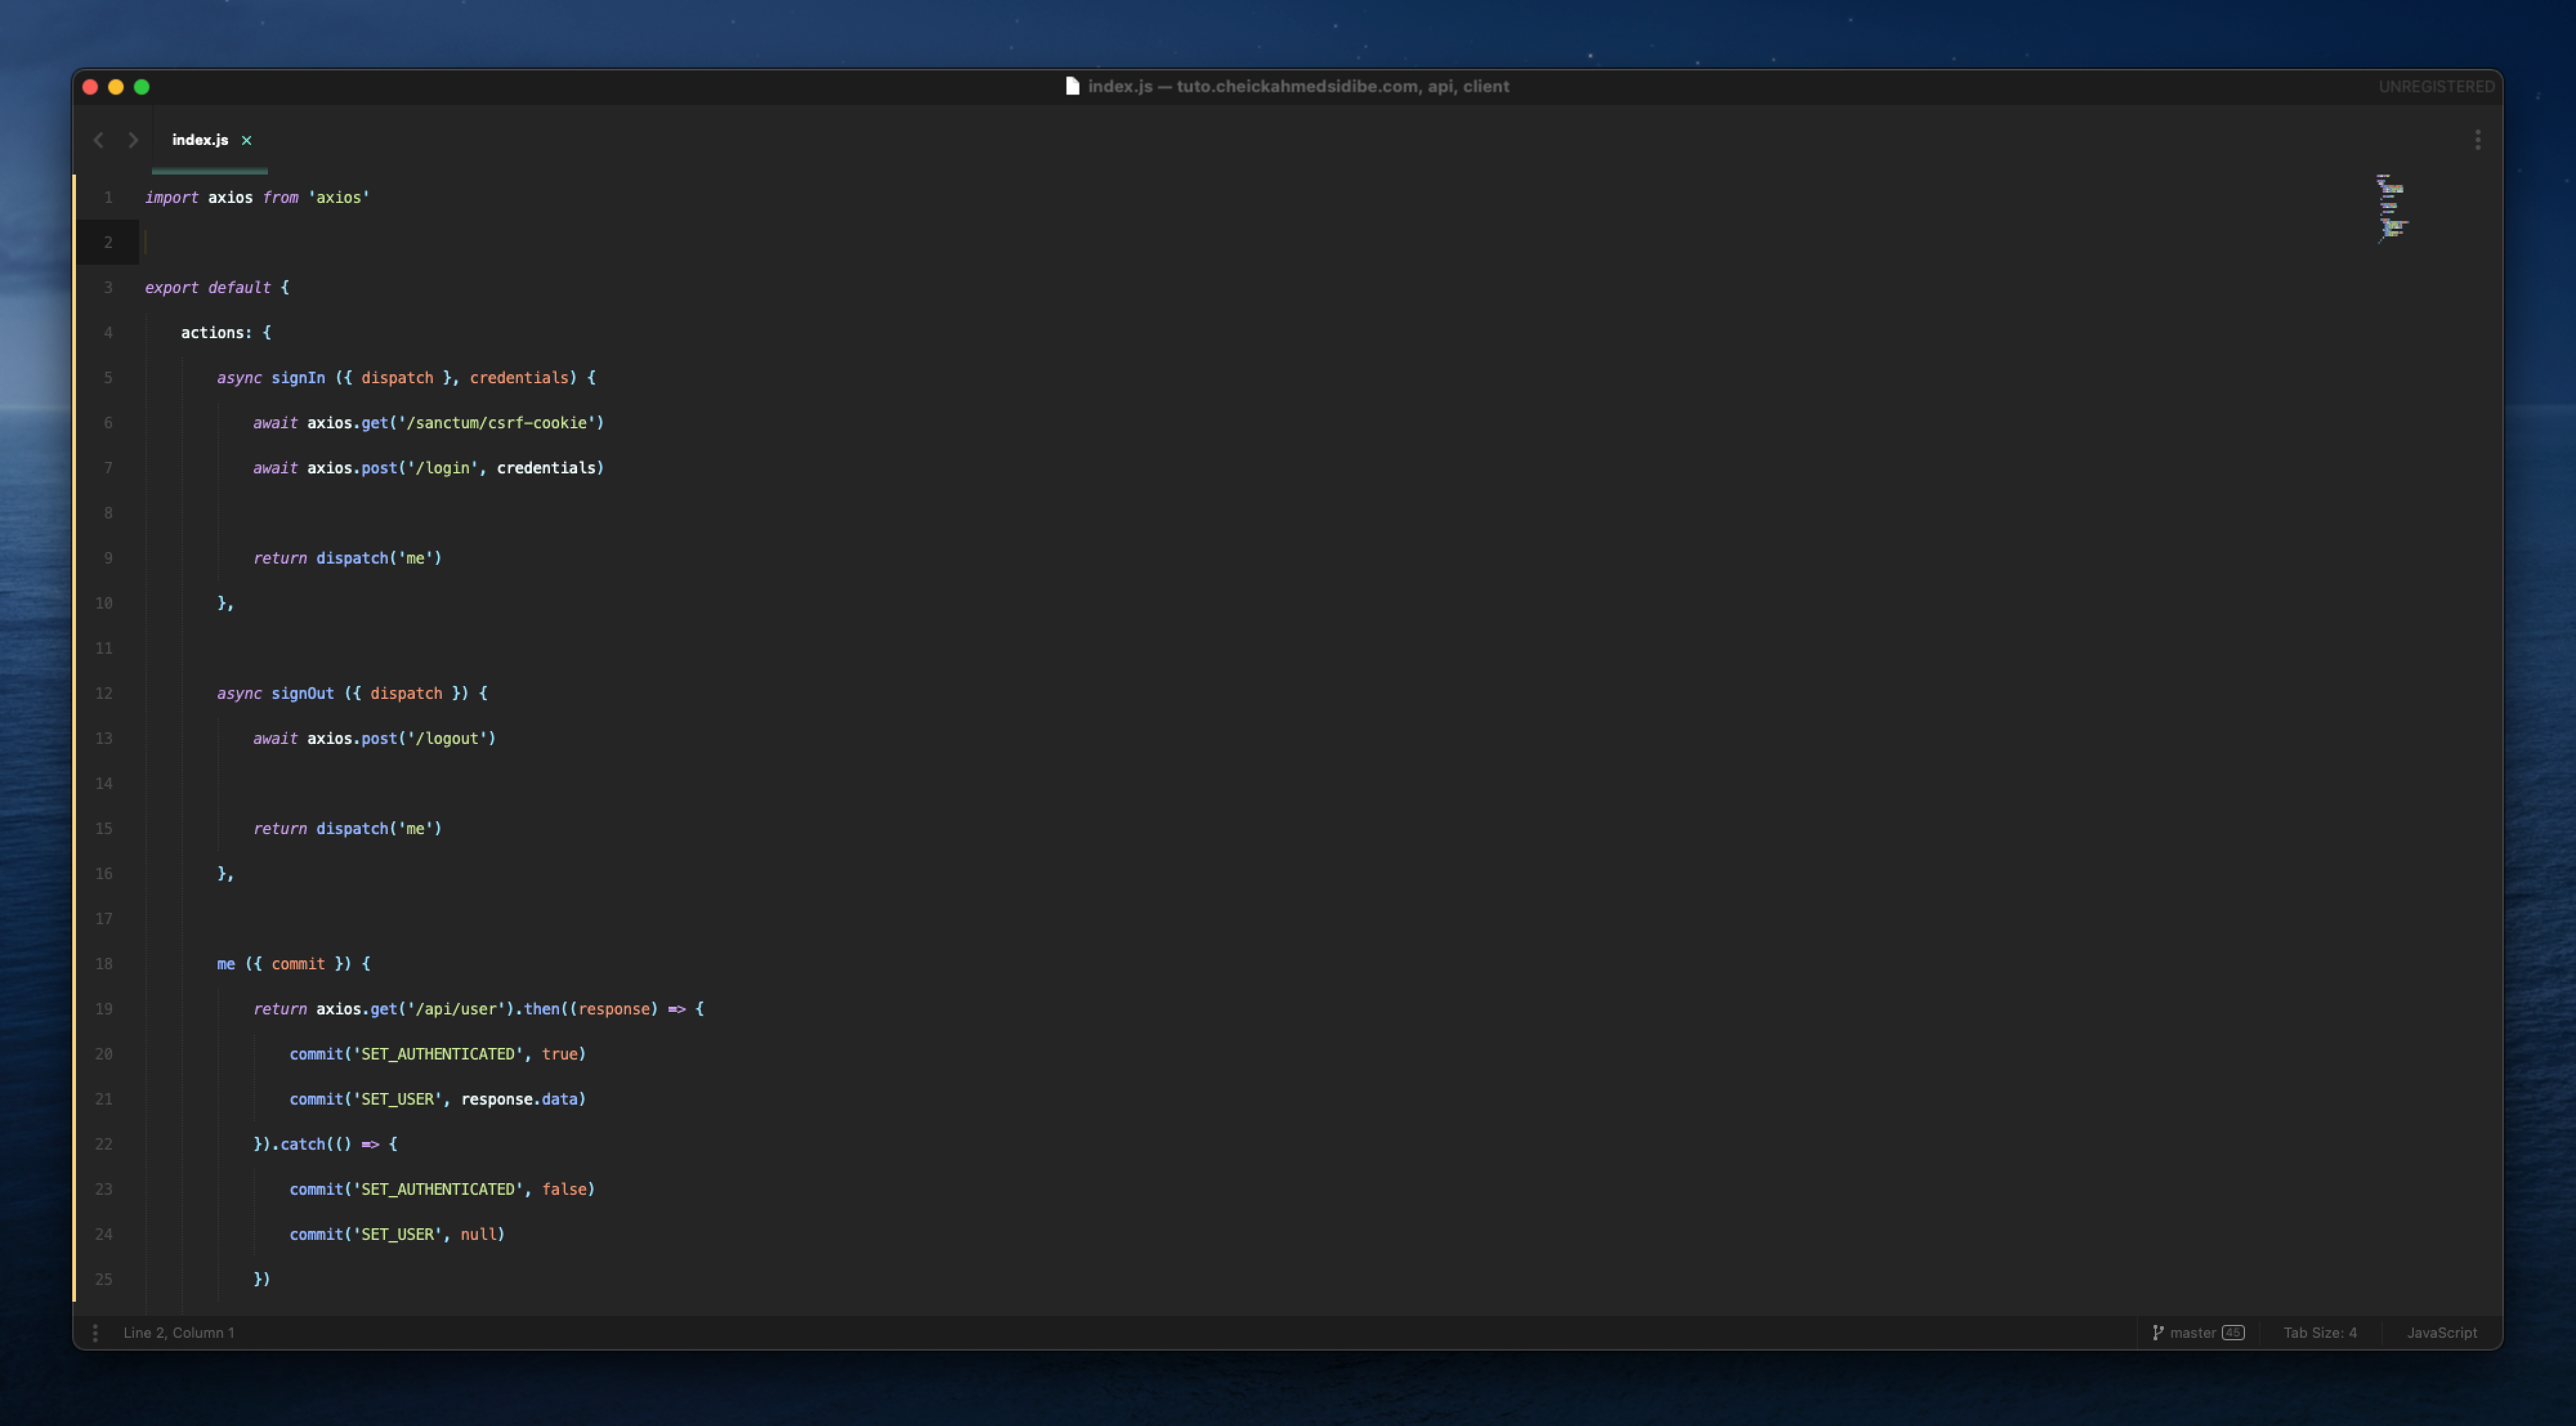 index.js — tuto.cheickahmedsidibe.com, api, client
UNREGISTERED
index.js ×
1 import axios from 'axios'
2
3 export default {
4 actions: {
5 async signIn ({ dispatch }, credentials) {
6 await axios.get('/sanctum/csrf-cookie')
7 await axios.post('/login', credentials)
8
9 return dispatch('me')
10 },
11
12 async signOut ({ dispatch }) {
13 await axios.post('/logout')
14
15 return dispatch('me')
16 },
17
18 me ({ commit }) {
19 return axios.get('/api/user').then((response) => {
20 commit('SET_AUTHENTICATED', true)
21 commit('SET_USER', response.data)
22 }).catch(() => {
23 commit('SET_AUTHENTICATED', false)
24 commit('SET_USER', null)
25 })
Line 2, Column 1
master 45
Tab Size: 4
JavaScript